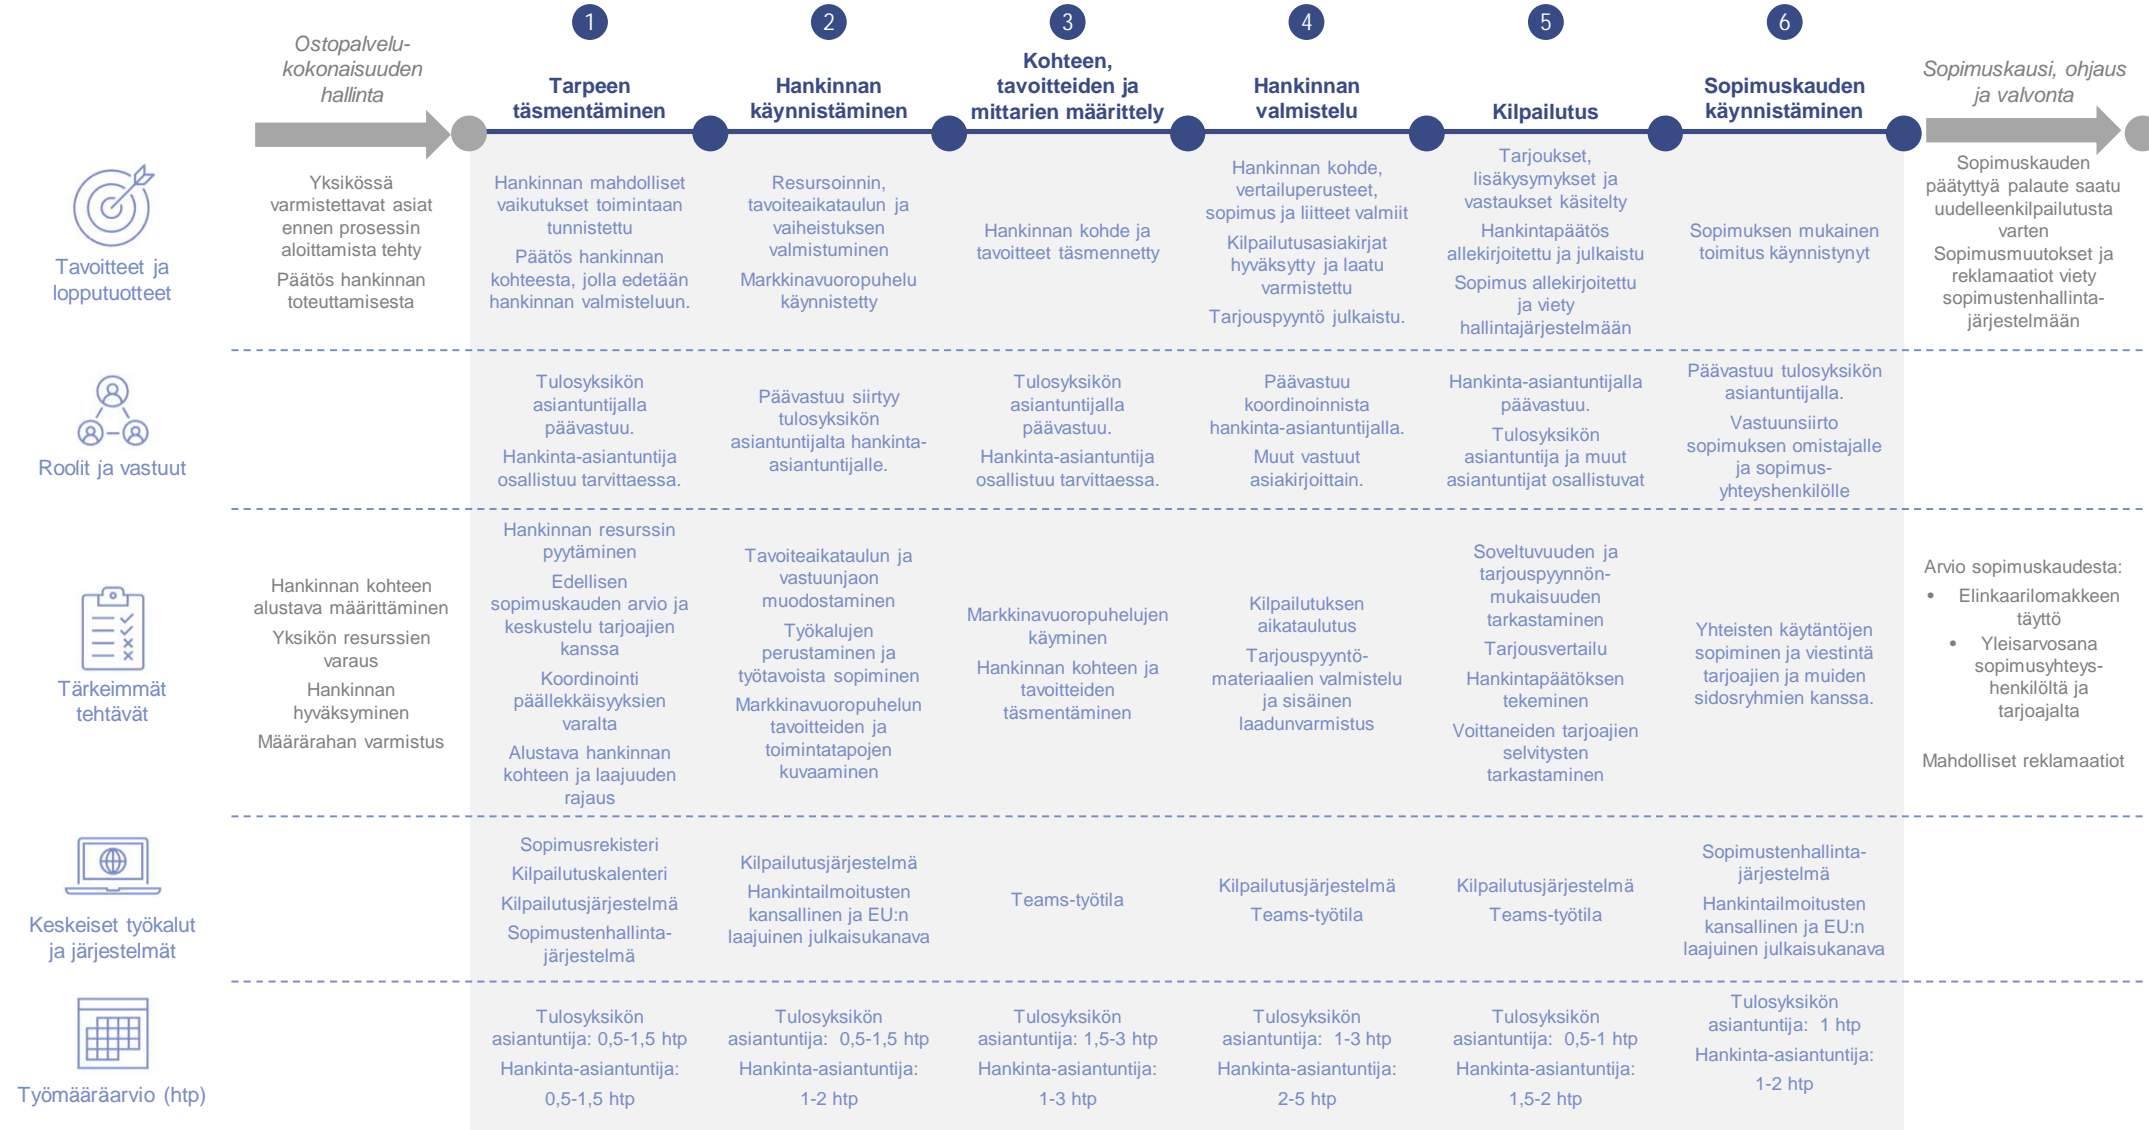 1
2
3
4
5
6
Ostopalvelu-
kokonaisuuden
hallinta
Tarpeen
täsmentäminen
Hankinnan
käynnistäminen
Kohteen,
tavoitteiden ja
mittarien määrittely
Hankinnan
valmistelu
Kilpailutus
Sopimuskauden
käynnistäminen
Sopimuskausi, ohjaus
ja valvonta
Tavoitteet ja
lopputuotteet
Yksikössä
varmistettavat asiat
ennen prosessin
aloittamista tehty
Päätös hankinnan
toteuttamisesta
Hankinnan mahdolliset
vaikutukset toimintaan
tunnistettu
Päätös hankinnan
kohteesta, jolla edetään
hankinnan valmisteluun.
Resursoinnin,
tavoiteaikataulun ja
vaiheistuksen
valmistuminen
Markkinavuoropuhelu
käynnistetty
Hankinnan kohde ja
tavoitteet täsmennetty
Hankinnan kohde,
vertailuperusteet,
sopimus ja liitteet valmiit
Kilpailutusasiakirjat
hyväksytty ja laatu
varmistettu
Tarjouspyyntö julkaistu.
Tarjoukset,
lisäkysymykset ja
vastaukset käsitelty
Hankintapäätös
allekirjoitettu ja julkaistu
Sopimus allekirjoitettu
ja viety
hallintajärjestelmään
Sopimuksen mukainen
toimitus käynnistynyt
Sopimuskauden
päätyttyä palaute saatu
uudelleenkilpailutusta
varten
Sopimusmuutokset ja
reklamaatiot viety
sopimustenhallinta-
järjestelmään
Roolit ja vastuut
Tulosyksikön
asiantuntijalla
päävastuu.
Hankinta-asiantuntija
osallistuu tarvittaessa.
Päävastuu siirtyy
tulosyksikön
asiantuntijalta hankinta-
asiantuntijalle.
Tulosyksikön
asiantuntijalla
päävastuu.
Hankinta-asiantuntija
osallistuu tarvittaessa.
Päävastuu
koordinoinnista
hankinta-asiantuntijalla.
Muut vastuut
asiakirjoittain.
Hankinta-asiantuntijalla
päävastuu.
Tulosyksikön
asiantuntija ja muut
asiantuntijat osallistuvat
Päävastuu tulosyksikön
asiantuntijalla.
Vastuunsiirto
sopimuksen omistajalle
ja sopimus-
yhteyshenkilölle
Tärkeimmät
tehtävät
Hankinnan kohteen
alustava määrittäminen
Yksikön resurssien
varaus
Hankinnan
hyväksyminen
Määrärahan varmistus
Hankinnan resurssin
pyytäminen
Edellisen
sopimuskauden arvio ja
keskustelu tarjoajien
kanssa
Koordinointi
päällekkäisyyksien
varalta
Alustava hankinnan
kohteen ja laajuuden
rajaus
Tavoiteaikataulun ja
vastuunjaon
muodostaminen
Työkalujen
perustaminen ja
työtavoista sopiminen
Markkinavuoropuhelun
tavoitteiden ja
toimintatapojen
kuvaaminen
Markkinavuoropuhelujen
käyminen
Hankinnan kohteen ja
tavoitteiden
täsmentäminen
Kilpailutuksen
aikataulutus
Tarjouspyyntö-
materiaalien valmistelu
ja sisäinen
laadunvarmistus
Soveltuvuuden ja
tarjouspyynnön-
mukaisuuden
tarkastaminen
Tarjousvertailu
Hankintapäätöksen
tekeminen
Voittaneiden tarjoajien
selvitysten
tarkastaminen
Yhteisten käytäntöjen
sopiminen ja viestintä
tarjoajien ja muiden
sidosryhmien kanssa.
Arvio sopimuskaudesta:
• Elinkaarilomakkeen
täyttö
• Yleisarvosana
sopimusyhteys-
henkilöltä ja
tarjoajalta
Mahdolliset reklamaatiot
Keskeiset työkalut
ja järjestelmät
Sopimusrekisteri
Kilpailutuskalenteri
Kilpailutusjärjestelmä
Sopimustenhallinta-
järjestelmä
Kilpailutusjärjestelmä
Hankintailmoitusten
kansallinen ja EU:n
laajuinen julkaisukanava
Teams-työtila
Kilpailutusjärjestelmä
Teams-työtila
Kilpailutusjärjestelmä
Teams-työtila
Sopimustenhallinta-
järjestelmä
Hankintailmoitusten
kansallinen ja EU:n
laajuinen julkaisukanava
Työmääräarvio (htp)
Tulosyksikön
asiantuntija: 0,5-1,5 htp
Hankinta-asiantuntija:
0,5-1,5 htp
Tulosyksikön
asiantuntija: 0,5-1,5 htp
Hankinta-asiantuntija:
1-2 htp
Tulosyksikön
asiantuntija: 1,5-3 htp
Hankinta-asiantuntija:
1-3 htp
Tulosyksikön
asiantuntija: 1-3 htp
Hankinta-asiantuntija:
2-5 htp
Tulosyksikön
asiantuntija: 0,5-1 htp
Hankinta-asiantuntija:
1,5-2 htp
Tulosyksikön
asiantuntija: 1 htp
Hankinta-asiantuntija:
1-2 htp